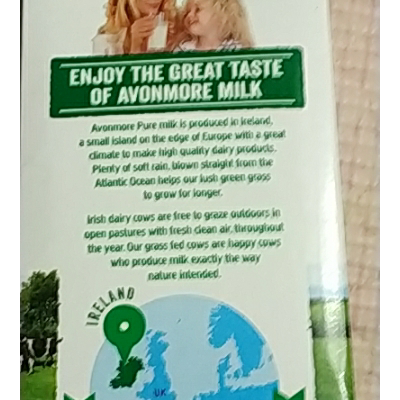 ENJOY THE GREAT TASTE
OF AVONMORE MILK
Avonmore Pure milk is produced in Ireland,
a small island on the edge of Europe with a great
climate to make high quality dairy products.
Plenty of soft rain, blown straight from the
Atlantic Ocean helps our lush green grass
to grow for longer.
Irish dairy cows are free to graze outdoors in
open pastures with fresh clean air, throughout
the year. Our grass fed cows are happy cows
who produce milk exactly the way
nature intended.
IRELAND
UK